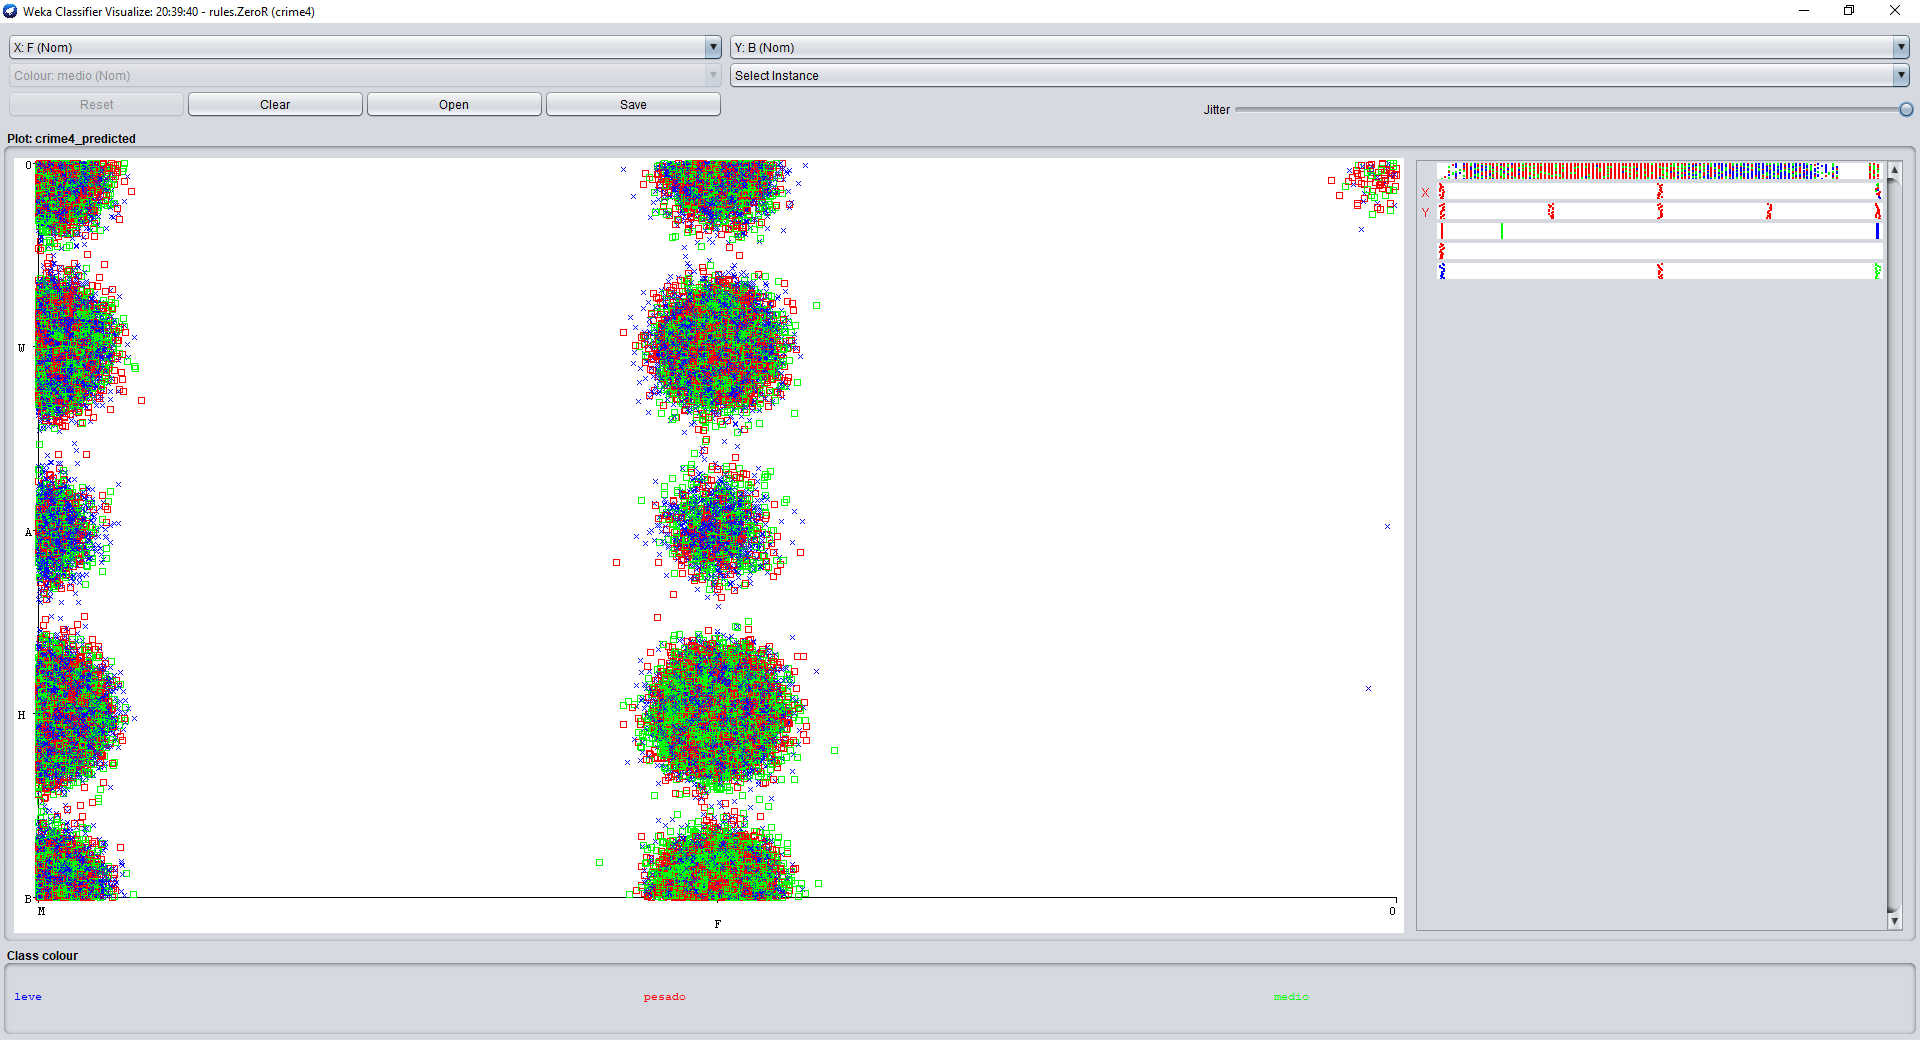 Weka Classifier Visualize: 20:39:40 - rules.ZeroR (crime4)
X: F (Nom)
Y: B (Nom)
Colour: medio (Nom)
Select Instance
Reset
Clear
Open
Save
Jitter
Plot: crime4_predicted
0
W
A
H
B
M
F
0
X
Y
Class colour
leve
pesado
medio